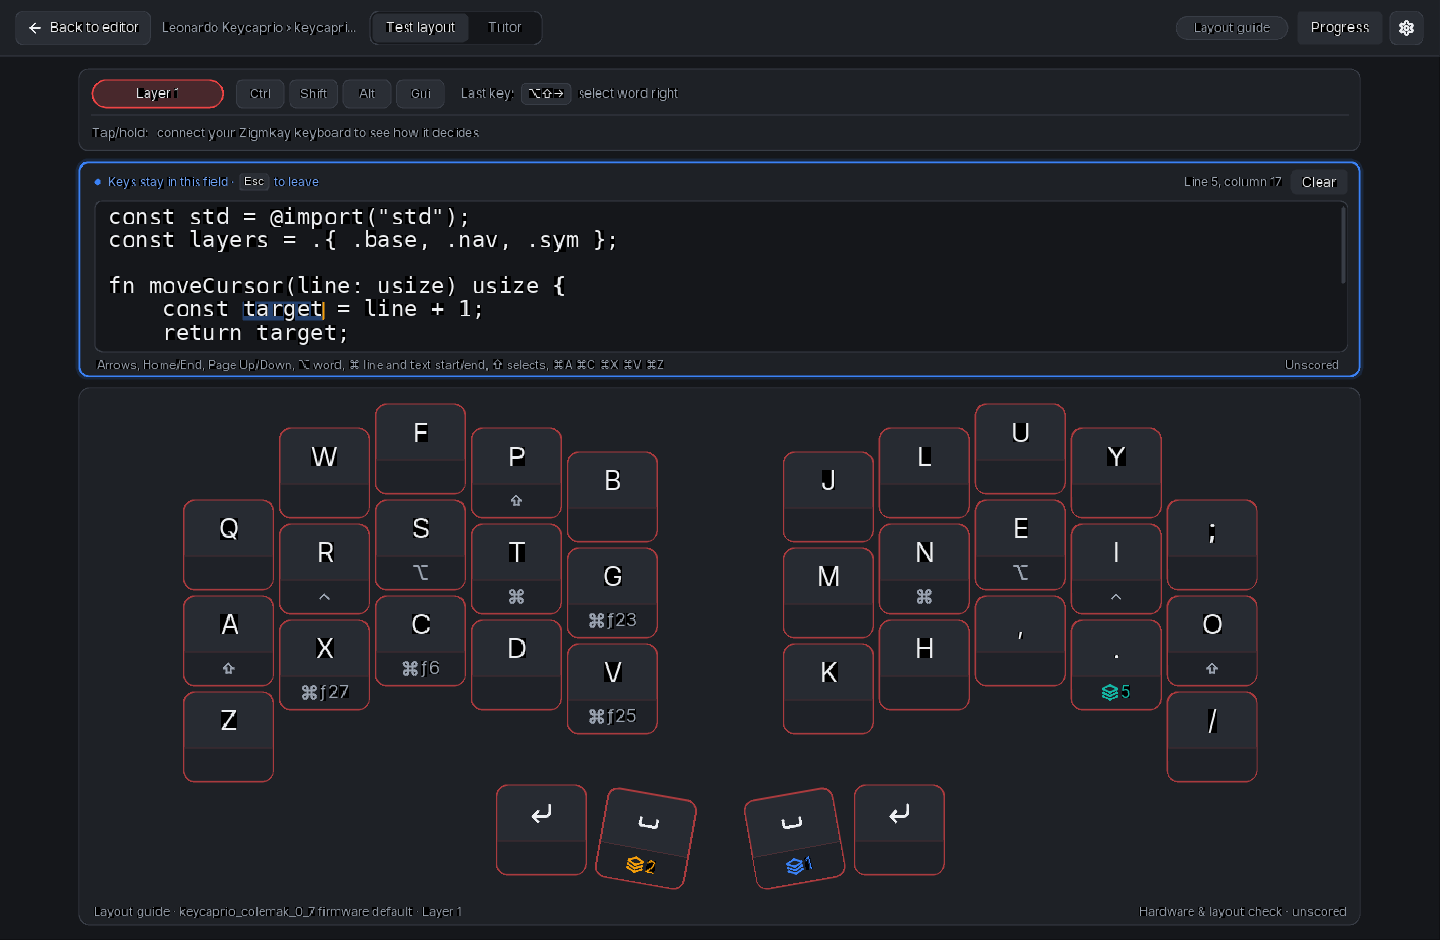 ← Back to editor
Leonardo Keycaprio › keycapri...
Test layout
Tutor
Layout guide
Progress
Layer 1
Ctrl
Shift
Alt
Gui
Last key: ⌥⇧→ select word right
Tap/hold: connect your Zigmkay keyboard to see how it decides
Keys stay in this field · Esc to leave
Line 5, column 17
Clear
const std = @import("std");
const layers = .{ .base, .nav, .sym };
fn moveCursor(line: usize) usize {
const target = line + 1;
return target;
Arrows, Home/End, Page Up/Down, ⌥ word, ⌘ line and text start/end, ⇧ selects, ⌘A ⌘C ⌘X ⌘V ⌘Z
Unscored
F
U
W
P
⇧
L
Y
B
J
Q
S
⌥
E
⌥
;
R
^
T
⌘
N
⌘
I
^
G
⌘ƒ23
M
A
⇧
C
⌘ƒ6
,
O
⇧
X
⌘ƒ27
D
H
.
5
V
⌘ƒ25
K
Z
/
2
1
Layout guide · keycaprio_colemak_0_7 firmware default · Layer 1
Hardware & layout check · unscored